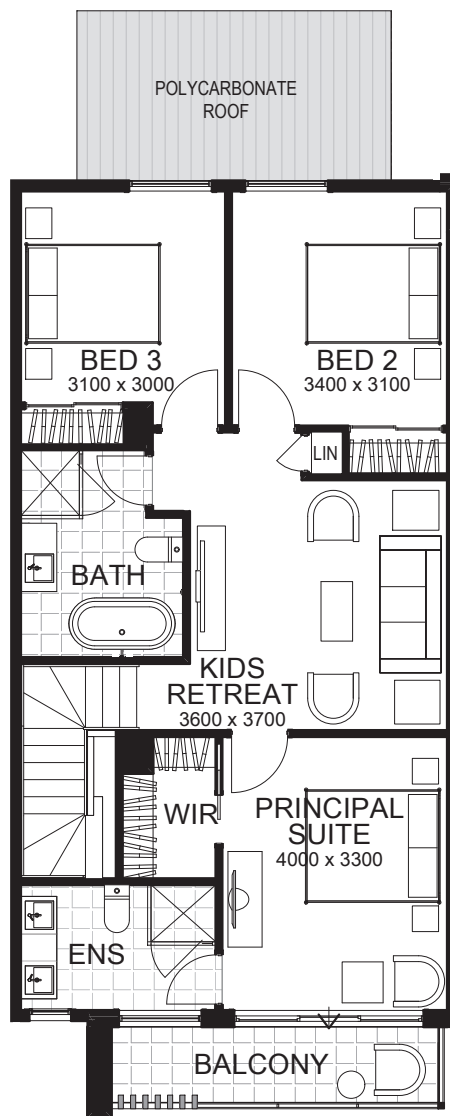 POLYCARBONATE
ROOF
BED 3
3100 x 3000
BED 2
3400 x 3100
LIN
BATH
KIDS
RETREAT
3600 x 3700
WIR
PRINCIPAL
SUITE
4000 x 3300
ENS
BALCONY